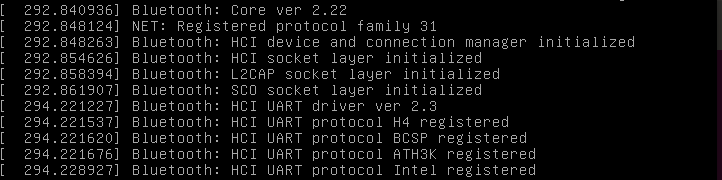 [  292.840936] Bluetooth: Core ver 2.22
[  292.848124] NET: Registered protocol family 31
[  292.848263] Bluetooth: HCI device and connection manager initialized
[  292.854626] Bluetooth: HCI socket layer initialized
[  292.858394] Bluetooth: L2CAP socket layer initialized
[  292.861907] Bluetooth: SCO socket layer initialized
[  294.221227] Bluetooth: HCI UART driver ver 2.3
[  294.221537] Bluetooth: HCI UART protocol H4 registered
[  294.221620] Bluetooth: HCI UART protocol BCSP registered
[  294.221676] Bluetooth: HCI UART protocol ATH3K registered
[  294.228927] Bluetooth: HCI UART protocol Intel registered